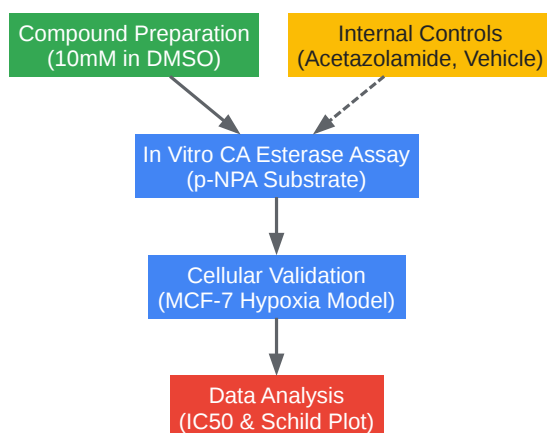 Compound Preparation
(10mM in DMSO)
Internal Controls
(Acetazolamide, Vehicle)
In Vitro CA Esterase Assay
(p-NPA Substrate)
Cellular Validation
(MCF-7 Hypoxia Model)
Data Analysis
(IC50 & Schild Plot)